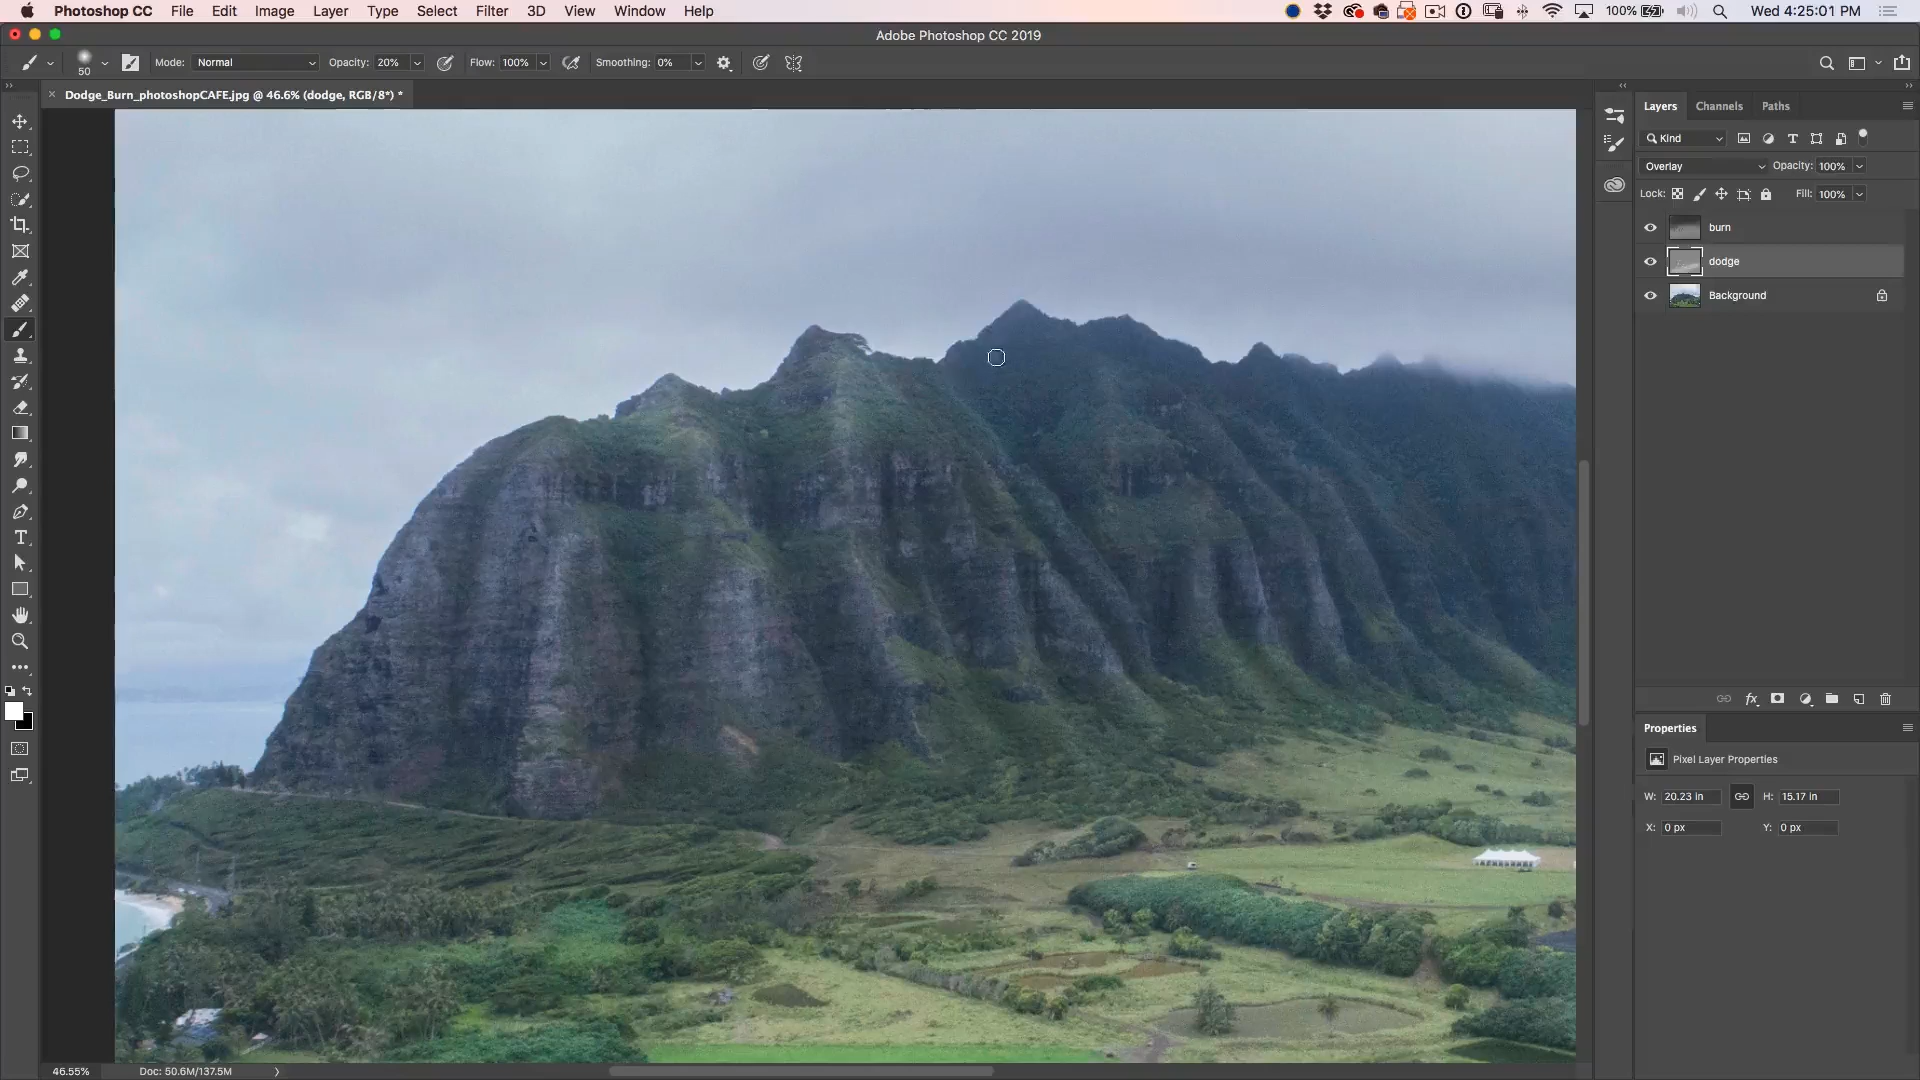 Photoshop CC File Edit Image Layer Type Select Filter 3D View Window Help 100% Wed 4:25:01 PM
Adobe Photoshop CC 2019
50 Mode: Normal Opacity: 20% Flow: 100% Smoothing: 0%
Dodge_Burn_photoshopCAFE.jpg @ 46.6% (dodge, RGB/8*) *
Layers Channels Paths
Kind
Overlay Opacity: 100%
Lock: Fill: 100%
burn
dodge
Background
fx
Properties
Pixel Layer Properties
W: 20.23 in H: 15.17 in
X: 0 px Y: 0 px
46.55% Doc: 50.6M/137.5M